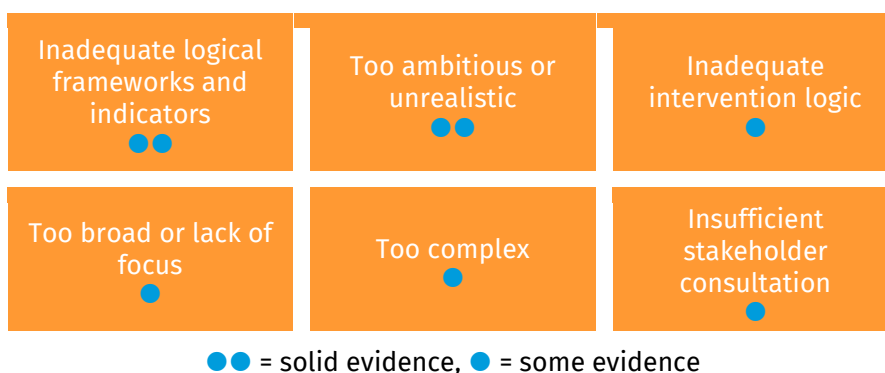 Inadequate logical
frameworks and
indicators
Too ambitious or
unrealistic
Inadequate
intervention logic
Too broad or lack of
focus
Too complex
Insufficient
stakeholder
consultation
●● = solid evidence, ● = some evidence